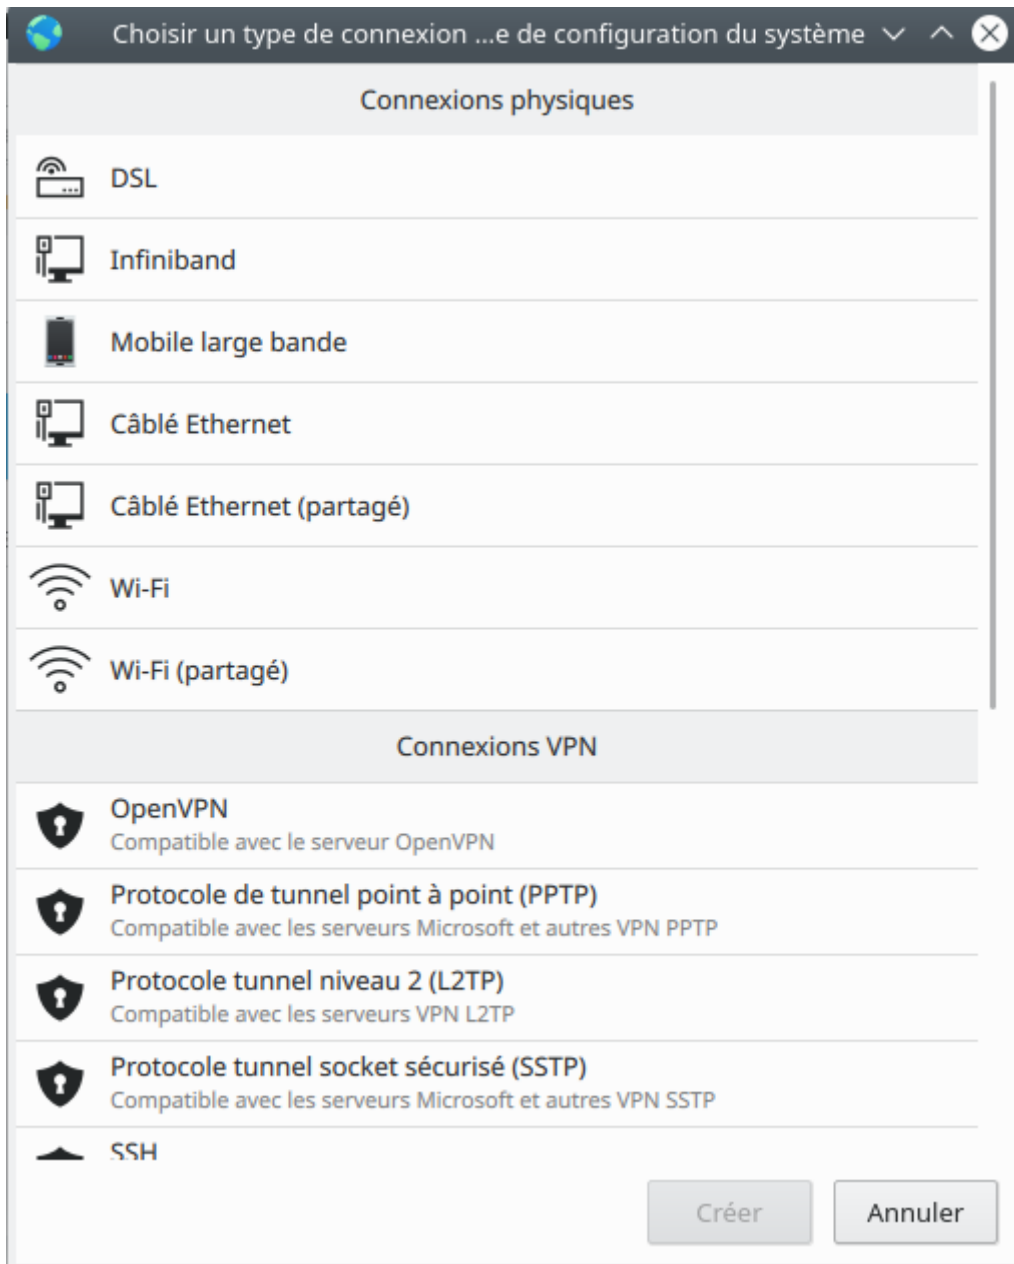 Choisir un type de connexion ...e de configuration du système
Connexions physiques
DSL
Infiniband
Mobile large bande
Câblé Ethernet
Câblé Ethernet (partagé)
Wi-Fi
Wi-Fi (partagé)
Connexions VPN
OpenVPN
Compatible avec le serveur OpenVPN
Protocole de tunnel point à point (PPTP)
Compatible avec les serveurs Microsoft et autres VPN PPTP
Protocole tunnel niveau 2 (L2TP)
Compatible avec les serveurs VPN L2TP
Protocole tunnel socket sécurisé (SSTP)
Compatible avec les serveurs Microsoft et autres VPN SSTP
SSH
Créer
Annuler